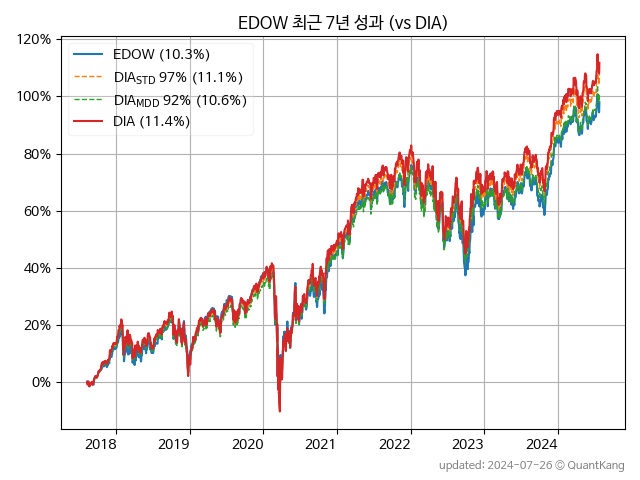 EDOW 최근 7년 성과 (vs DIA)
120%
100%
80%
60%
40%
20%
0%
EDOW (10.3%)
DIA_STD 97% (11.1%)
DIA_MDD 92% (10.6%)
DIA (11.4%)
2018 2019 2020 2021 2022 2023 2024
updated: 2024-07-26 © QuantKang